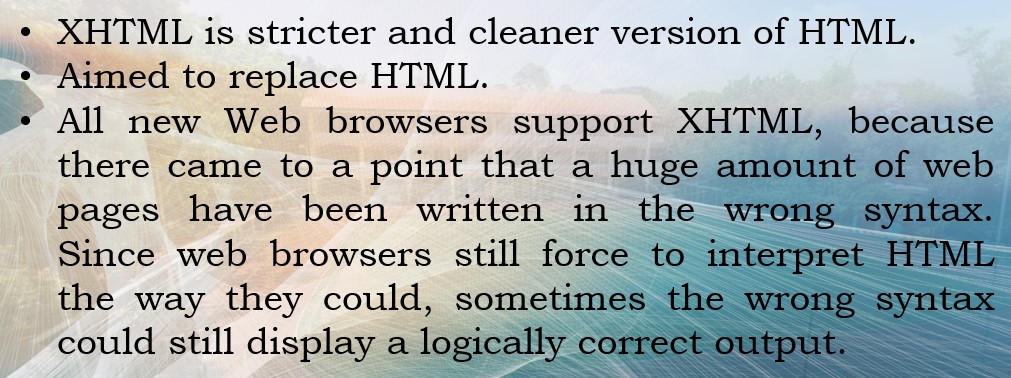 • XHTML is stricter and cleaner version of HTML.
• Aimed to replace HTML.
• All new Web browsers support XHTML, because
there came to a point that a huge amount of web
pages have been written in the wrong syntax.
Since web browsers still force to interpret HTML
the way they could, sometimes the wrong syntax
could still display a logically correct output.